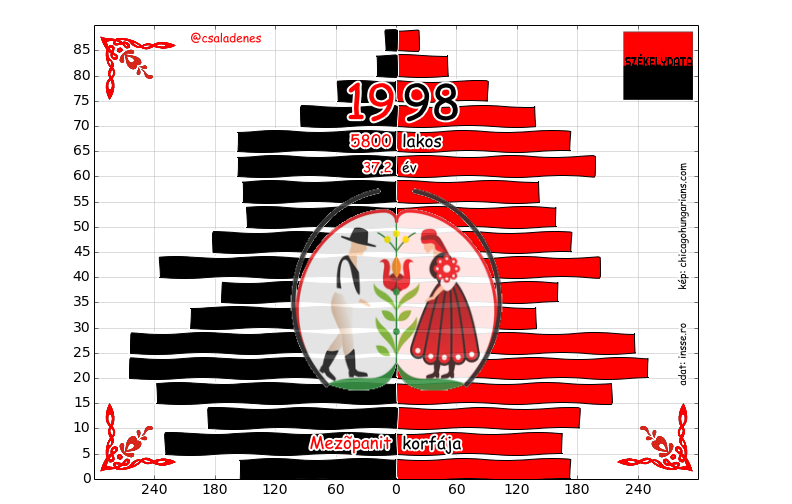 @csaladenes
SZÉKELYDATA
1998
5800 lakos
37.2 év
kép: chicagohungarians.com
adat: insse.ro
Mezõpanit korfája
85
80
75
70
65
60
55
50
45
40
35
30
25
20
15
10
5
0
240 180 120 60 0 60 120 180 240